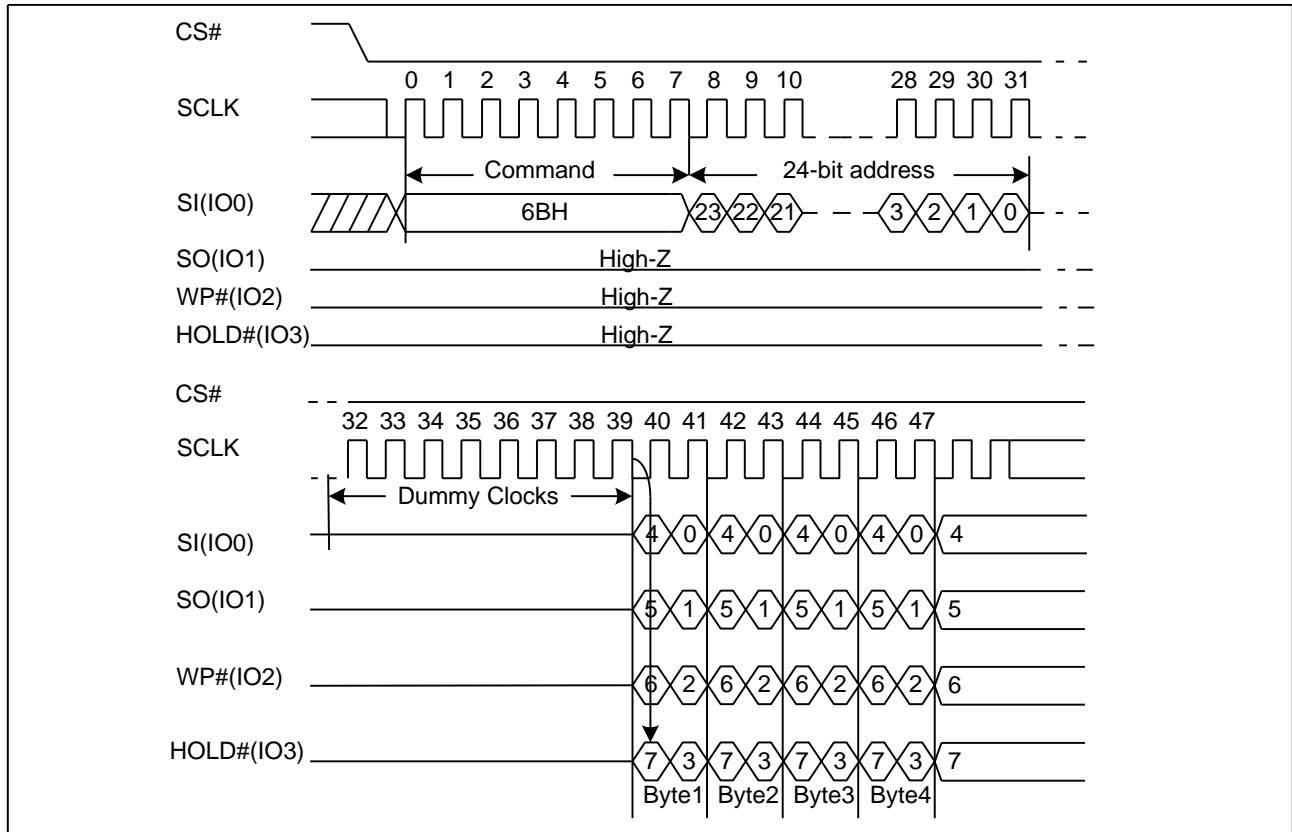 CS#
0 1 2 3 4 5 6 7 8 9 10 28 29 30 31
SCLK
Command 24-bit address
SI(IO0) 6BH 23 22 21 3 2 1 0
SO(IO1) High-Z
WP#(IO2) High-Z
HOLD#(IO3) High-Z
CS#
32 33 34 35 36 37 38 39 40 41 42 43 44 45 46 47
SCLK
Dummy Clocks
SI(IO0) 4 0 4 0 4 0 4 0 4
SO(IO1) 5 1 5 1 5 1 5 1 5
WP#(IO2) 6 2 6 2 6 2 6 2 6
HOLD#(IO3) 7 3 7 3 7 3 7 3 7
Byte1 Byte2 Byte3 Byte4